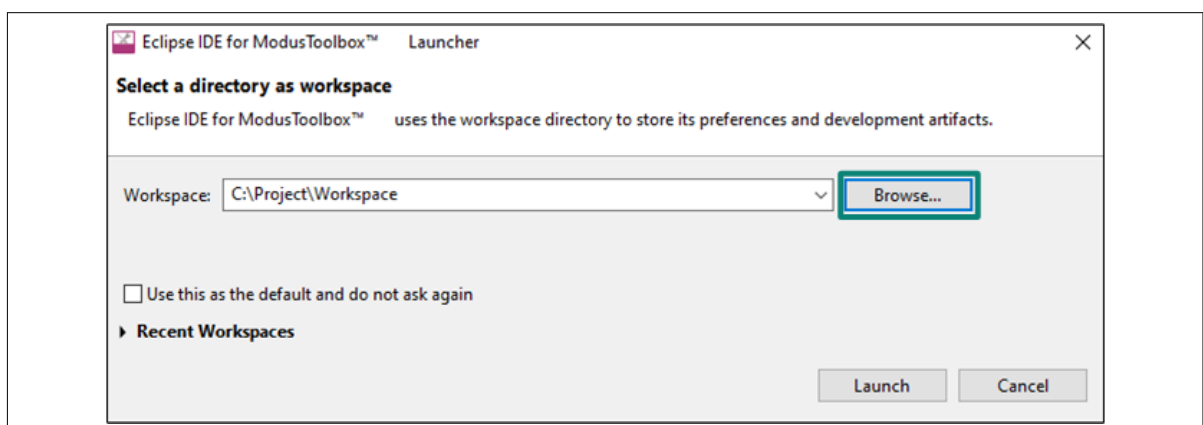 Eclipse IDE for ModusToolbox™ Launcher
Select a directory as workspace
Eclipse IDE for ModusToolbox™ uses the workspace directory to store its preferences and development artifacts.
Workspace: C:\Project\Workspace Browse...
Use this as the default and do not ask again
Recent Workspaces
Launch Cancel